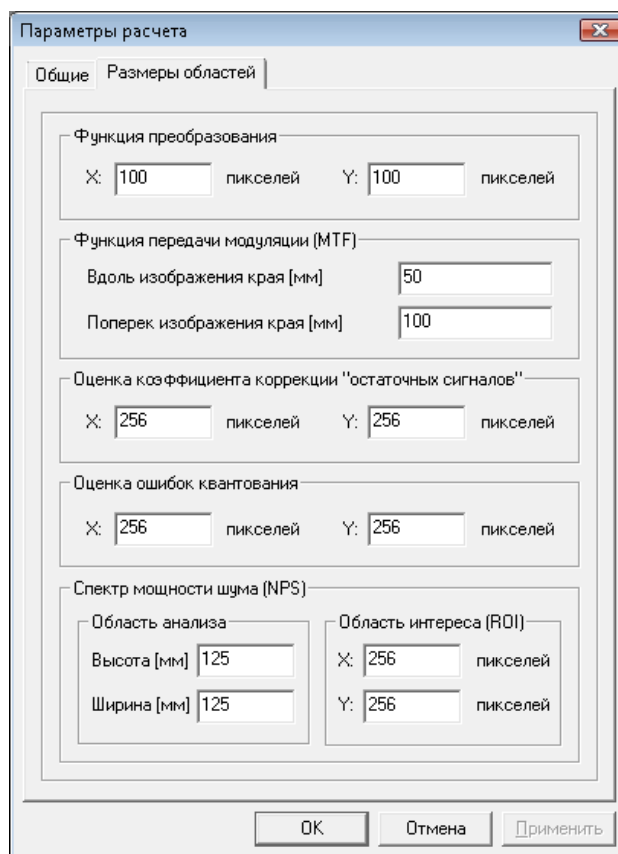 Параметры расчета
Общие Размеры областей
Функция преобразования
X: 100 пикселей Y: 100 пикселей
Функция передачи модуляции (MTF)
Вдоль изображения края [мм] 50
Поперек изображения края [мм] 100
Оценка коэффициента коррекции "остаточных сигналов"
X: 256 пикселей Y: 256 пикселей
Оценка ошибок квантования
X: 256 пикселей Y: 256 пикселей
Спектр мощности шума (NPS)
Область анализа Область интереса (ROI)
Высота [мм] 125 X: 256 пикселей
Ширина [мм] 125 Y: 256 пикселей
OK Отмена Применить